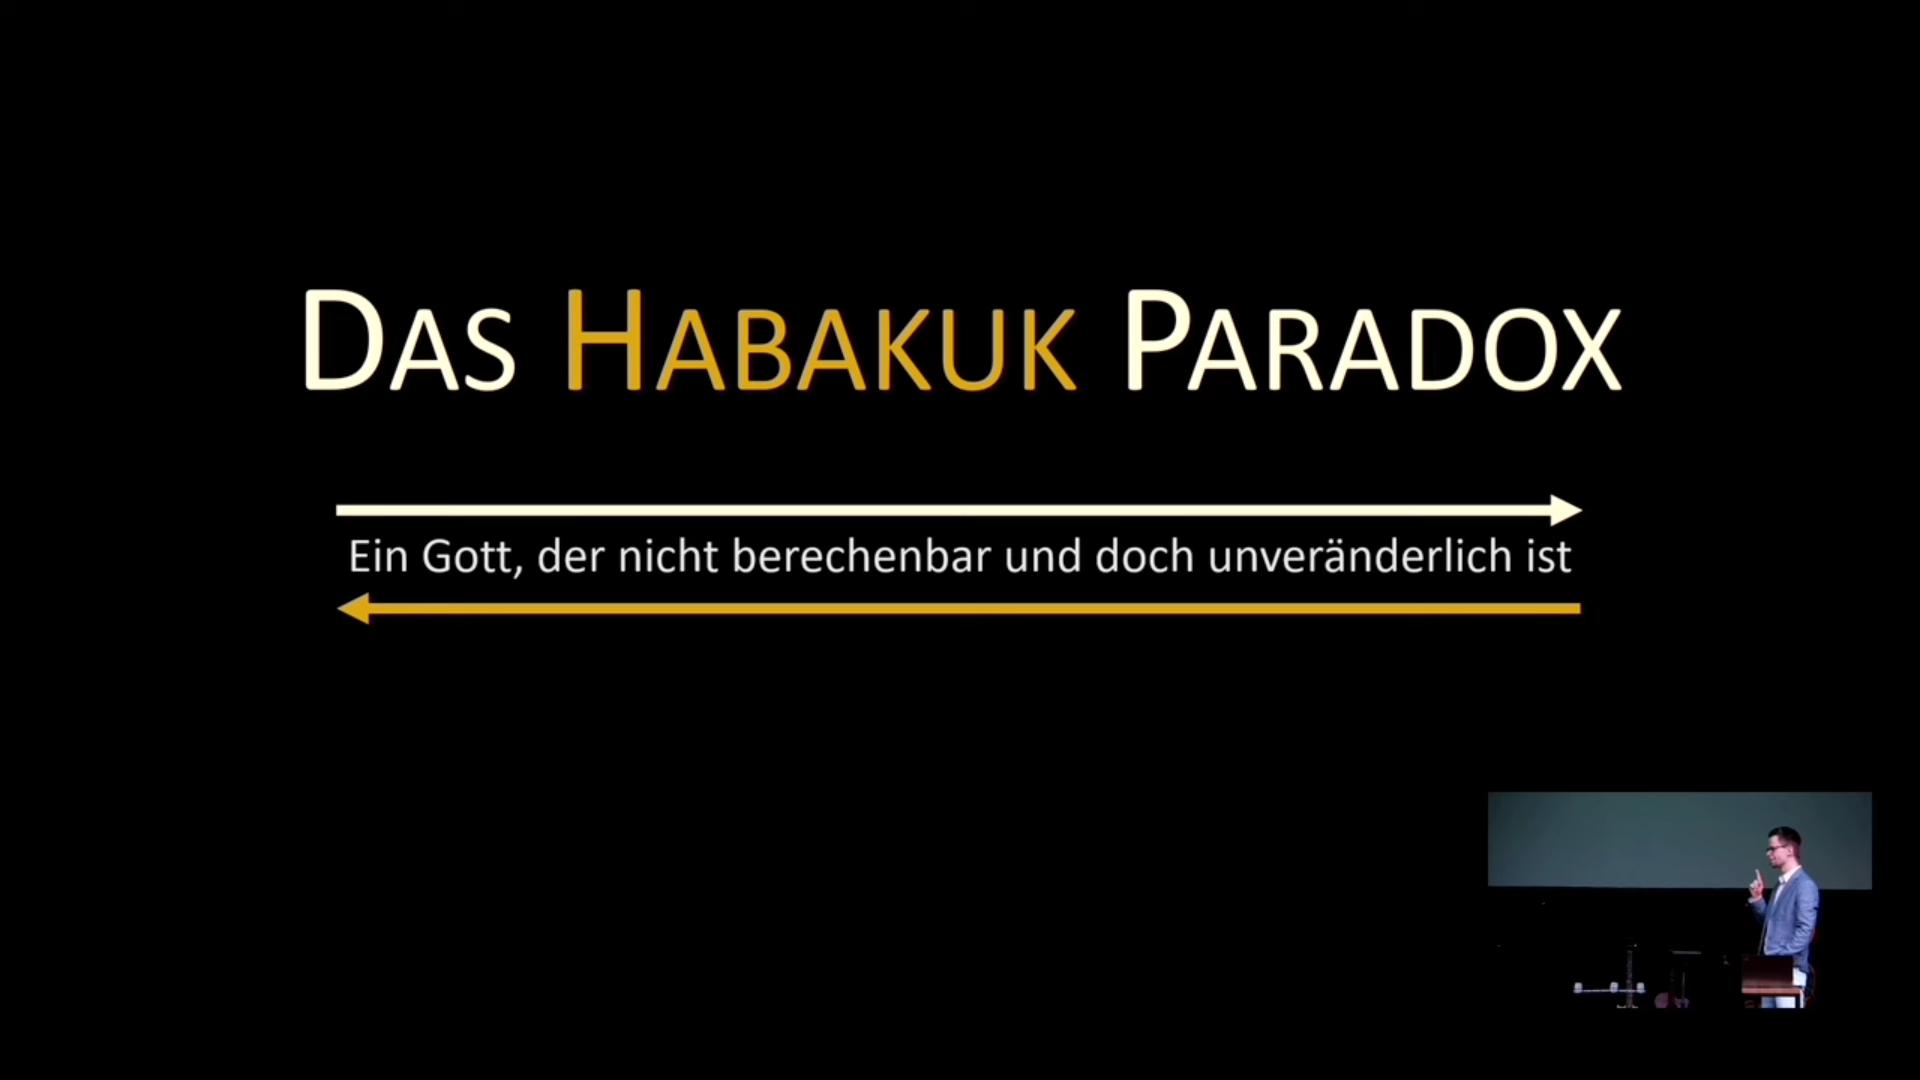 DAS HABAKUK PARADOX
Ein Gott, der nicht berechenbar und doch unveränderlich ist